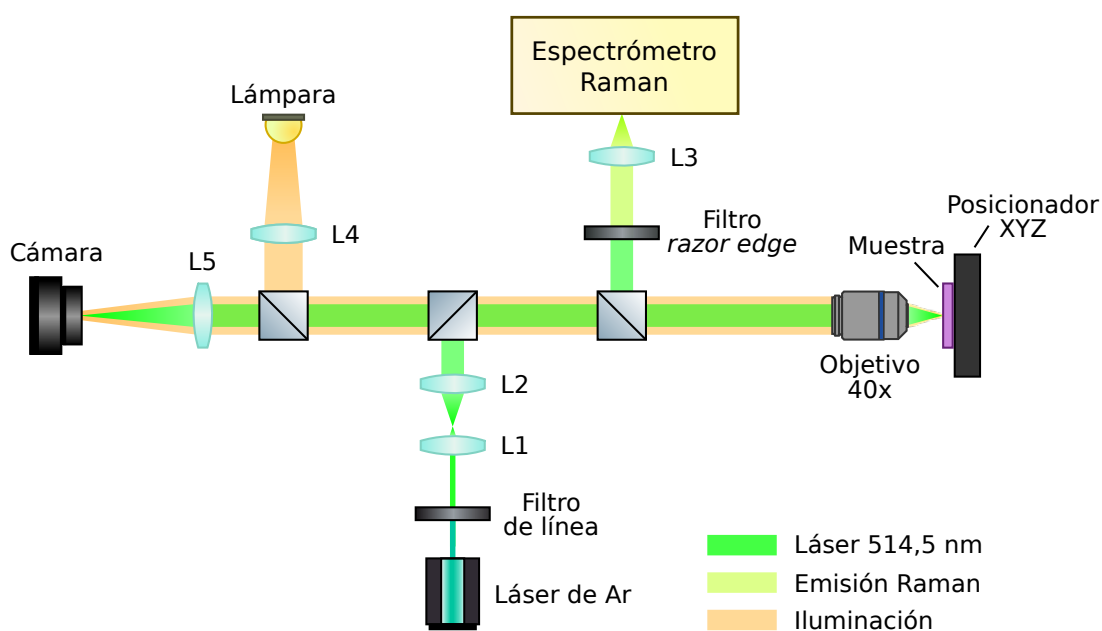 Espectrómetro
Raman
Lámpara
L3
Filtro
razor edge
Posicionador
XYZ
L4
Muestra
Cámara
L5
Objetivo
40x
L2
L1
Filtro
de línea
Láser de Ar
Láser 514,5 nm
Emisión Raman
Iluminación